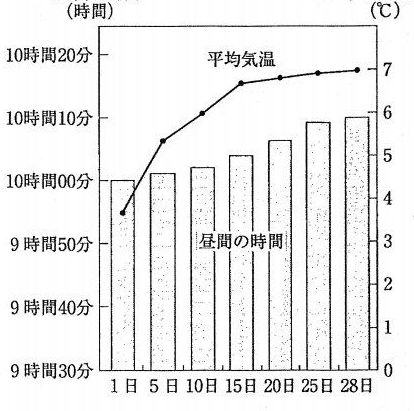 (時間)
(℃)
10時間20分
10時間10分
10時間00分
9時間50分
9時間40分
9時間30分
7
6
5
4
3
2
1
0
平均気温
昼間の時間
1日 5日 10日 15日 20日 25日 28日